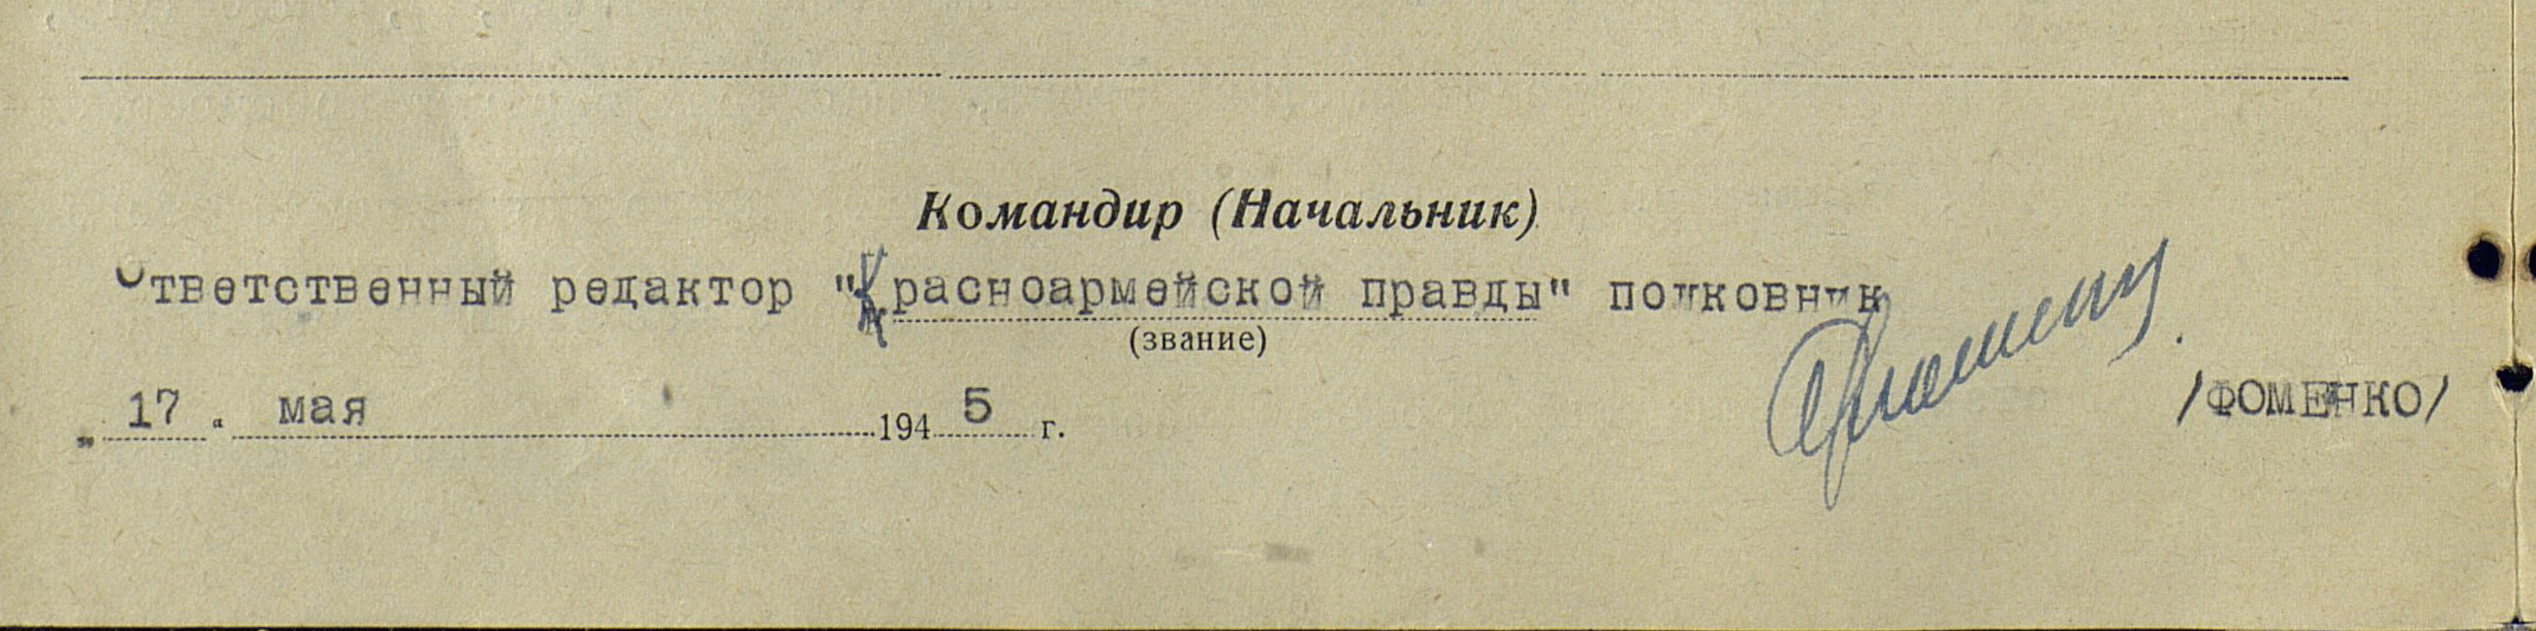 Командир (Начальник)
Ответственный редактор "Красноармейской правды" полковник
(звание)
„ 17 “ мая 1945 г.
/ФОМЕНКО/